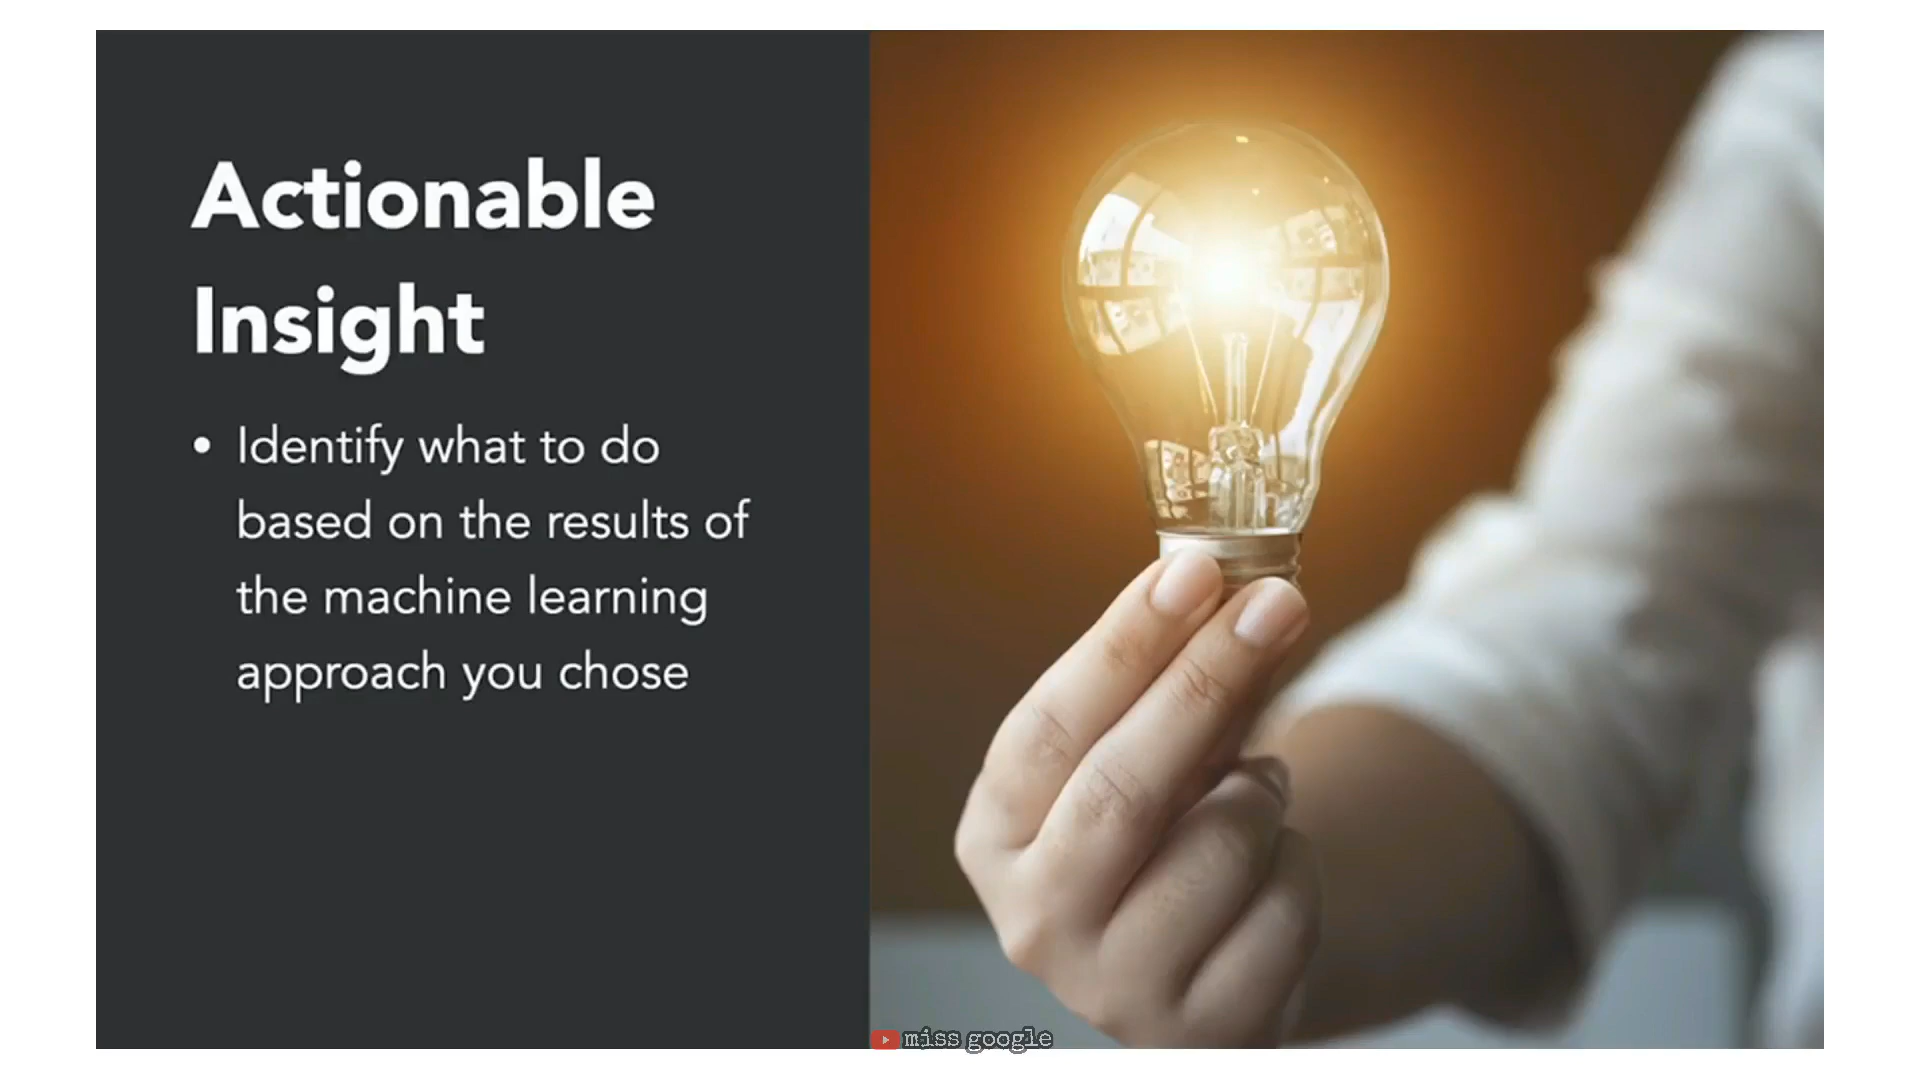 Actionable
Insight
• Identify what to do
based on the results of
the machine learning
approach you chose
miss google